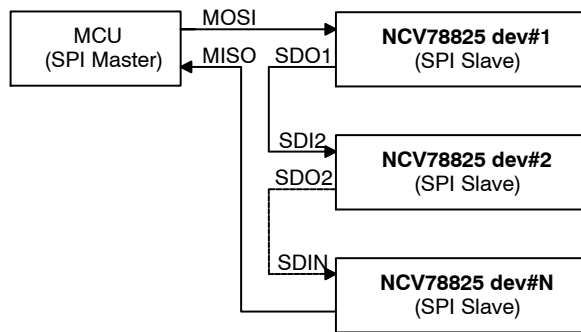 MCU
(SPI Master)
MOSI
MISO
NCV78825 dev#1
(SPI Slave)
SDO1
SDI2
NCV78825 dev#2
(SPI Slave)
SDO2
SDIN
NCV78825 dev#N
(SPI Slave)